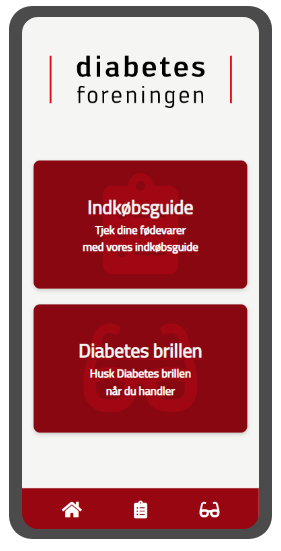 diabetes
foreningen
Indkøbsguide
Tjek dine fødevarer
med vores indkøbsguide
Diabetes brillen
Husk Diabetes brillen
når du handler